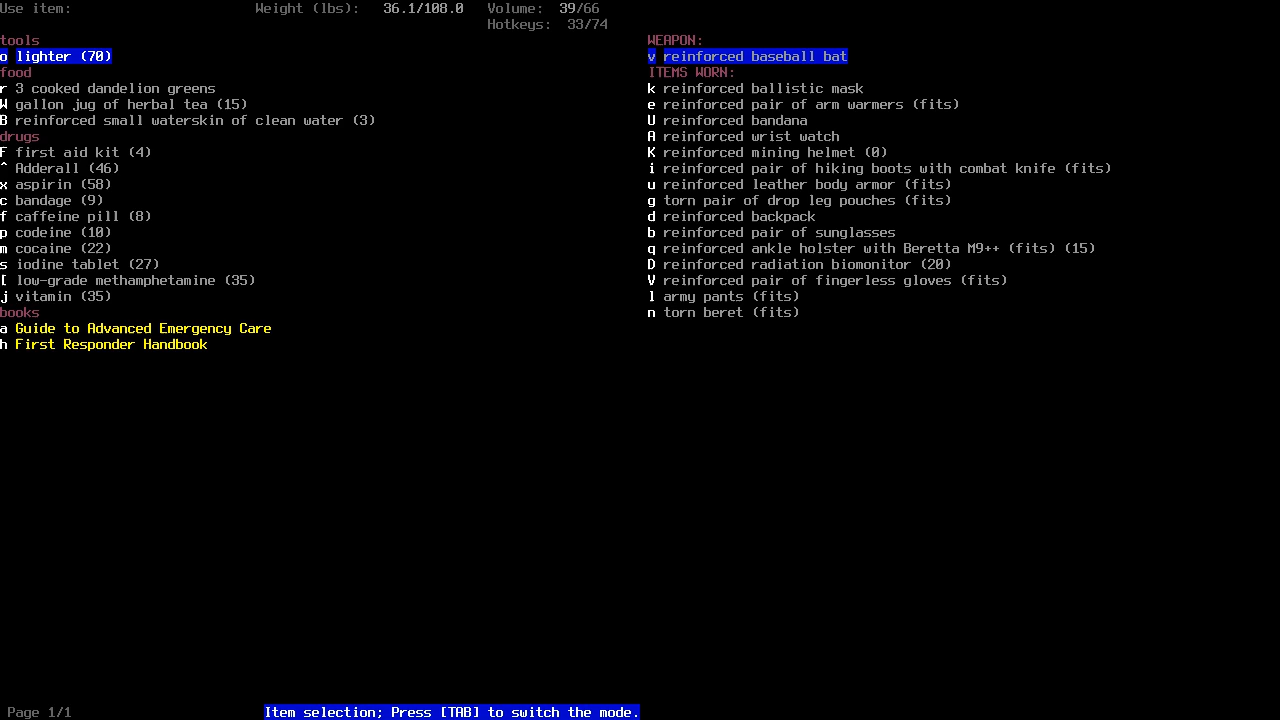 Use item: Weight (lbs): 36.1/108.0 Volume: 39/66
Hotkeys: 33/74
tools
o lighter (70)
food
r 3 cooked dandelion greens
W gallon jug of herbal tea (15)
B reinforced small waterskin of clean water (3)
drugs
F first aid kit (4)
^ Adderall (46)
x aspirin (58)
c bandage (9)
f caffeine pill (8)
p codeine (10)
m cocaine (22)
s iodine tablet (27)
[ low-grade methamphetamine (35)
j vitamin (35)
books
a Guide to Advanced Emergency Care
h First Responder Handbook
WEAPON:
v reinforced baseball bat
ITEMS WORN:
k reinforced ballistic mask
e reinforced pair of arm warmers (fits)
U reinforced bandana
A reinforced wrist watch
K reinforced mining helmet (0)
i reinforced pair of hiking boots with combat knife (fits)
u reinforced leather body armor (fits)
g torn pair of drop leg pouches (fits)
d reinforced backpack
b reinforced pair of sunglasses
q reinforced ankle holster with Beretta M9++ (fits) (15)
D reinforced radiation biomonitor (20)
V reinforced pair of fingerless gloves (fits)
l army pants (fits)
n torn beret (fits)
Page 1/1 Item selection; Press [TAB] to switch the mode.